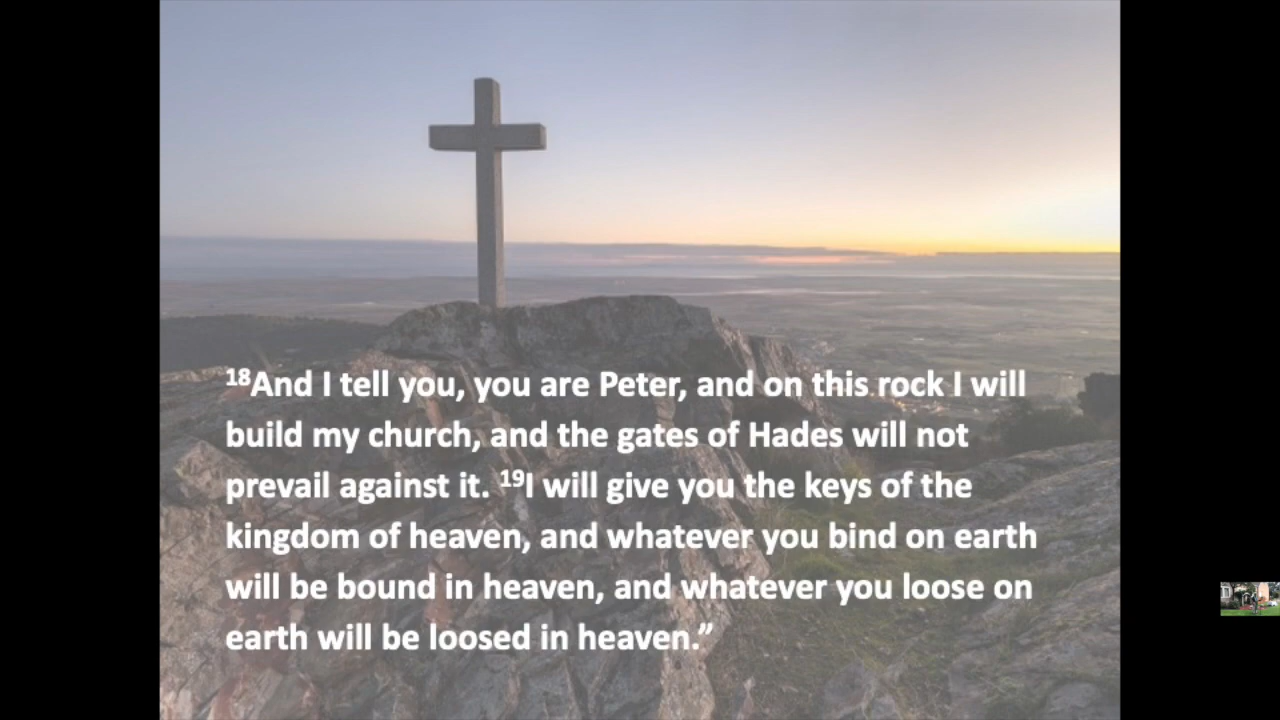 ¹⁸And I tell you, you are Peter, and on this rock I will
build my church, and the gates of Hades will not
prevail against it. ¹⁹I will give you the keys of the
kingdom of heaven, and whatever you bind on earth
will be bound in heaven, and whatever you loose on
earth will be loosed in heaven.”